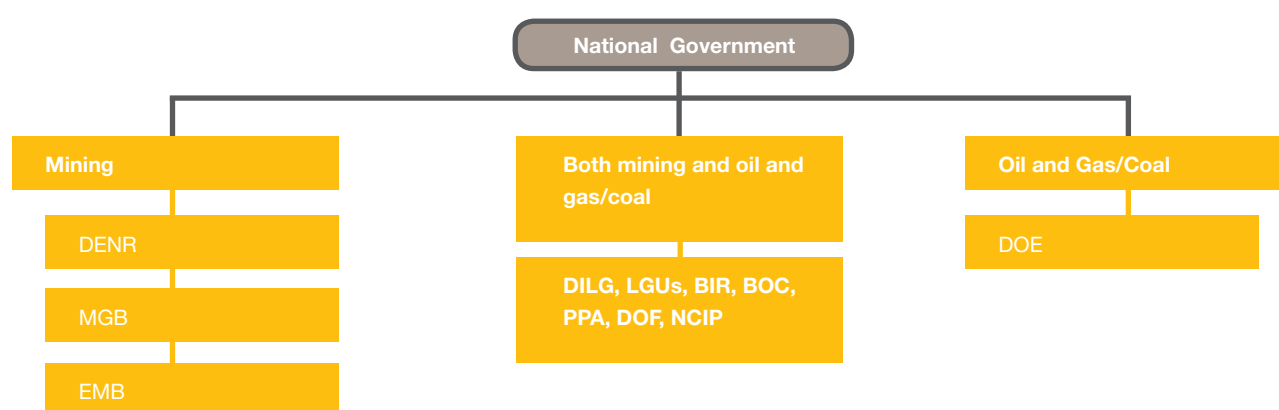 National Government
Mining
DENR
MGB
EMB
Both mining and oil and
gas/coal
DILG, LGUs, BIR, BOC,
PPA, DOF, NCIP
Oil and Gas/Coal
DOE